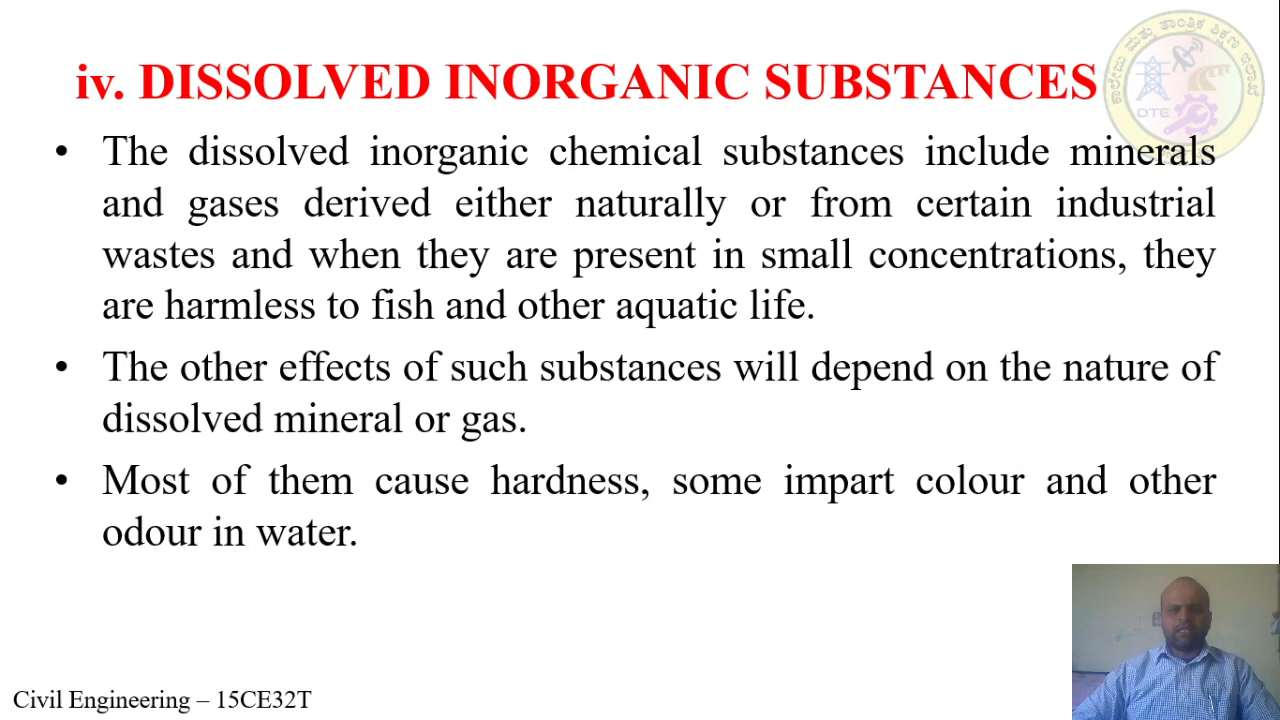 iv. DISSOLVED INORGANIC SUBSTANCES
• The dissolved inorganic chemical substances include minerals
and gases derived either naturally or from certain industrial
wastes and when they are present in small concentrations, they
are harmless to fish and other aquatic life.
• The other effects of such substances will depend on the nature of
dissolved mineral or gas.
• Most of them cause hardness, some impart colour and other
odour in water.
DTE
Civil Engineering – 15CE32T